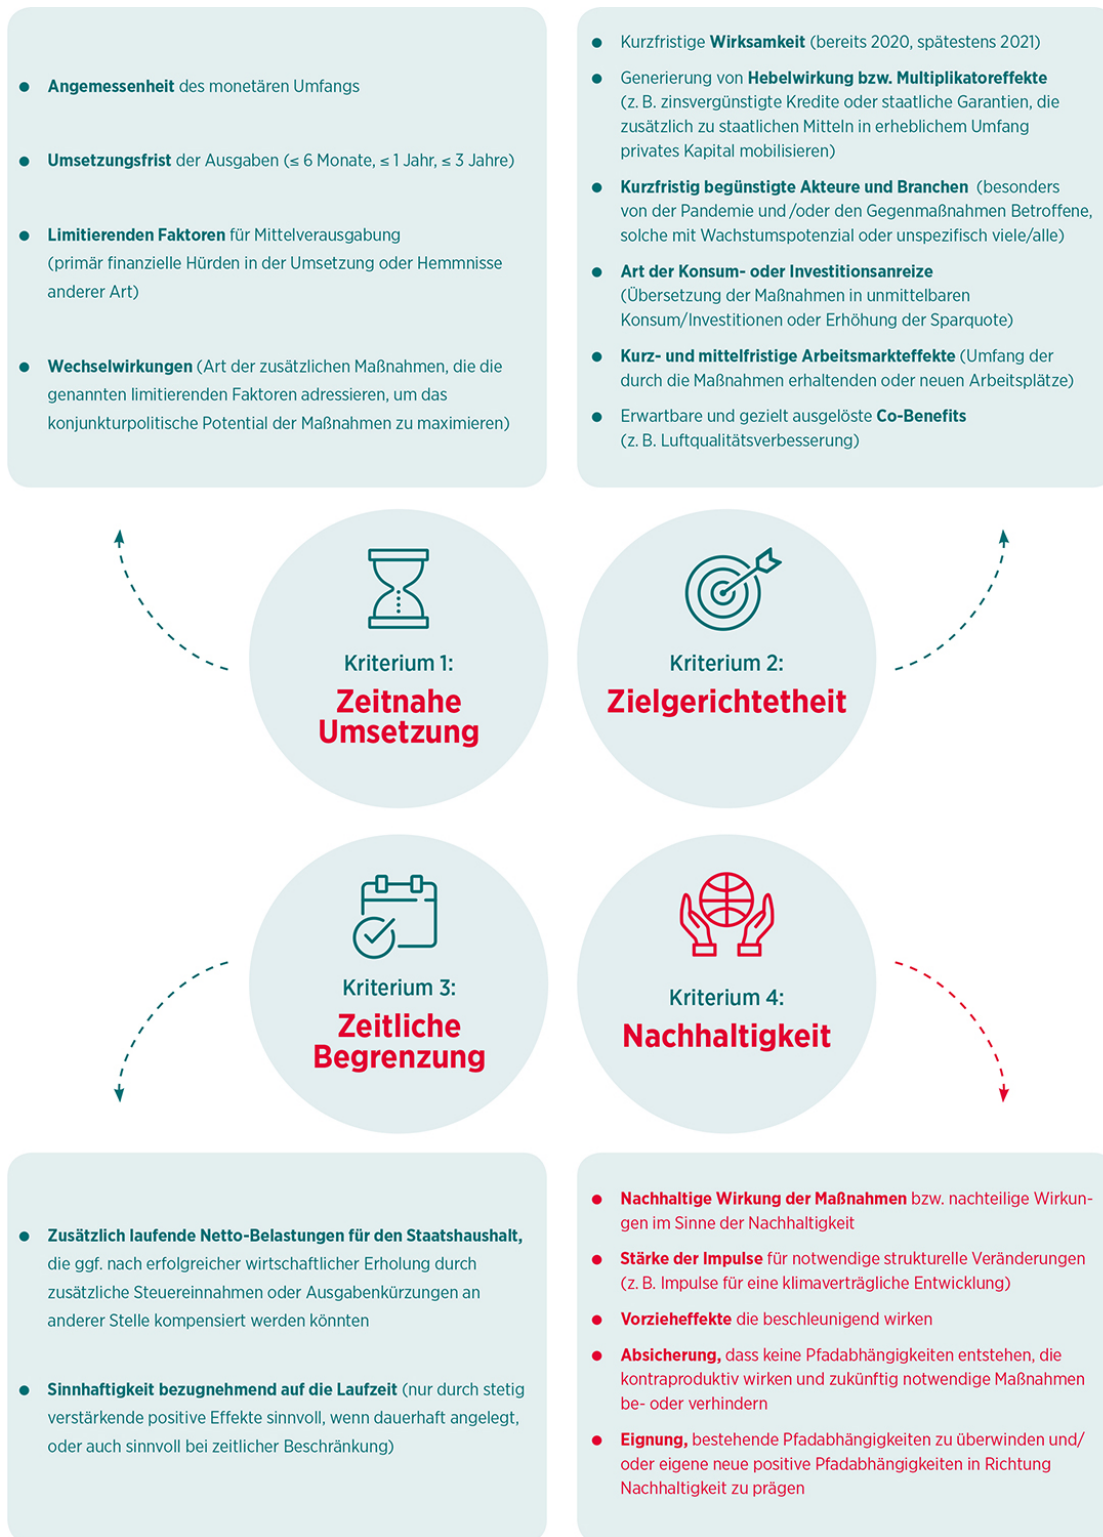 ● Angemessenheit des monetären Umfangs
● Umsetzungsfrist der Ausgaben (≤ 6 Monate, ≤ 1 Jahr, ≤ 3 Jahre)
● Limitierenden Faktoren für Mittelverausgabung
(primär finanzielle Hürden in der Umsetzung oder Hemmnisse
anderer Art)
● Wechselwirkungen (Art der zusätzlichen Maßnahmen, die die
genannten limitierenden Faktoren adressieren, um das
konjunkturpolitische Potential der Maßnahmen zu maximieren)
● Kurzfristige Wirksamkeit (bereits 2020, spätestens 2021)
● Generierung von Hebelwirkung bzw. Multiplikatoreffekte
(z. B. zinsvergünstigte Kredite oder staatliche Garantien, die
zusätzlich zu staatlichen Mitteln in erheblichem Umfang
privates Kapital mobilisieren)
● Kurzfristig begünstigte Akteure und Branchen (besonders
von der Pandemie und /oder den Gegenmaßnahmen Betroffene,
solche mit Wachstumspotenzial oder unspezifisch viele/alle)
● Art der Konsum- oder Investitionsanreize
(Übersetzung der Maßnahmen in unmittelbaren
Konsum/Investitionen oder Erhöhung der Sparquote)
● Kurz- und mittelfristige Arbeitsmarkteffekte (Umfang der
durch die Maßnahmen erhaltenden oder neuen Arbeitsplätze)
● Erwartbare und gezielt ausgelöste Co-Benefits
(z. B. Luftqualitätsverbesserung)
Kriterium 1:
Zeitnahe
Umsetzung
Kriterium 2:
Zielgerichtetheit
Kriterium 3:
Zeitliche
Begrenzung
Kriterium 4:
Nachhaltigkeit
● Zusätzlich laufende Netto-Belastungen für den Staatshaushalt,
die ggf. nach erfolgreicher wirtschaftlicher Erholung durch
zusätzliche Steuereinnahmen oder Ausgabenkürzungen an
anderer Stelle kompensiert werden könnten
● Sinnhaftigkeit bezugnehmend auf die Laufzeit (nur durch stetig
verstärkende positive Effekte sinnvoll, wenn dauerhaft angelegt,
oder auch sinnvoll bei zeitlicher Beschränkung)
● Nachhaltige Wirkung der Maßnahmen bzw. nachteilige Wirkun-
gen im Sinne der Nachhaltigkeit
● Stärke der Impulse für notwendige strukturelle Veränderungen
(z. B. Impulse für eine klimaverträgliche Entwicklung)
● Vorzieheffekte die beschleunigend wirken
● Absicherung, dass keine Pfadabhängigkeiten entstehen, die
kontraproduktiv wirken und zukünftig notwendige Maßnahmen
be- oder verhindern
● Eignung, bestehende Pfadabhängigkeiten zu überwinden und/
oder eigene neue positive Pfadabhängigkeiten in Richtung
Nachhaltigkeit zu prägen